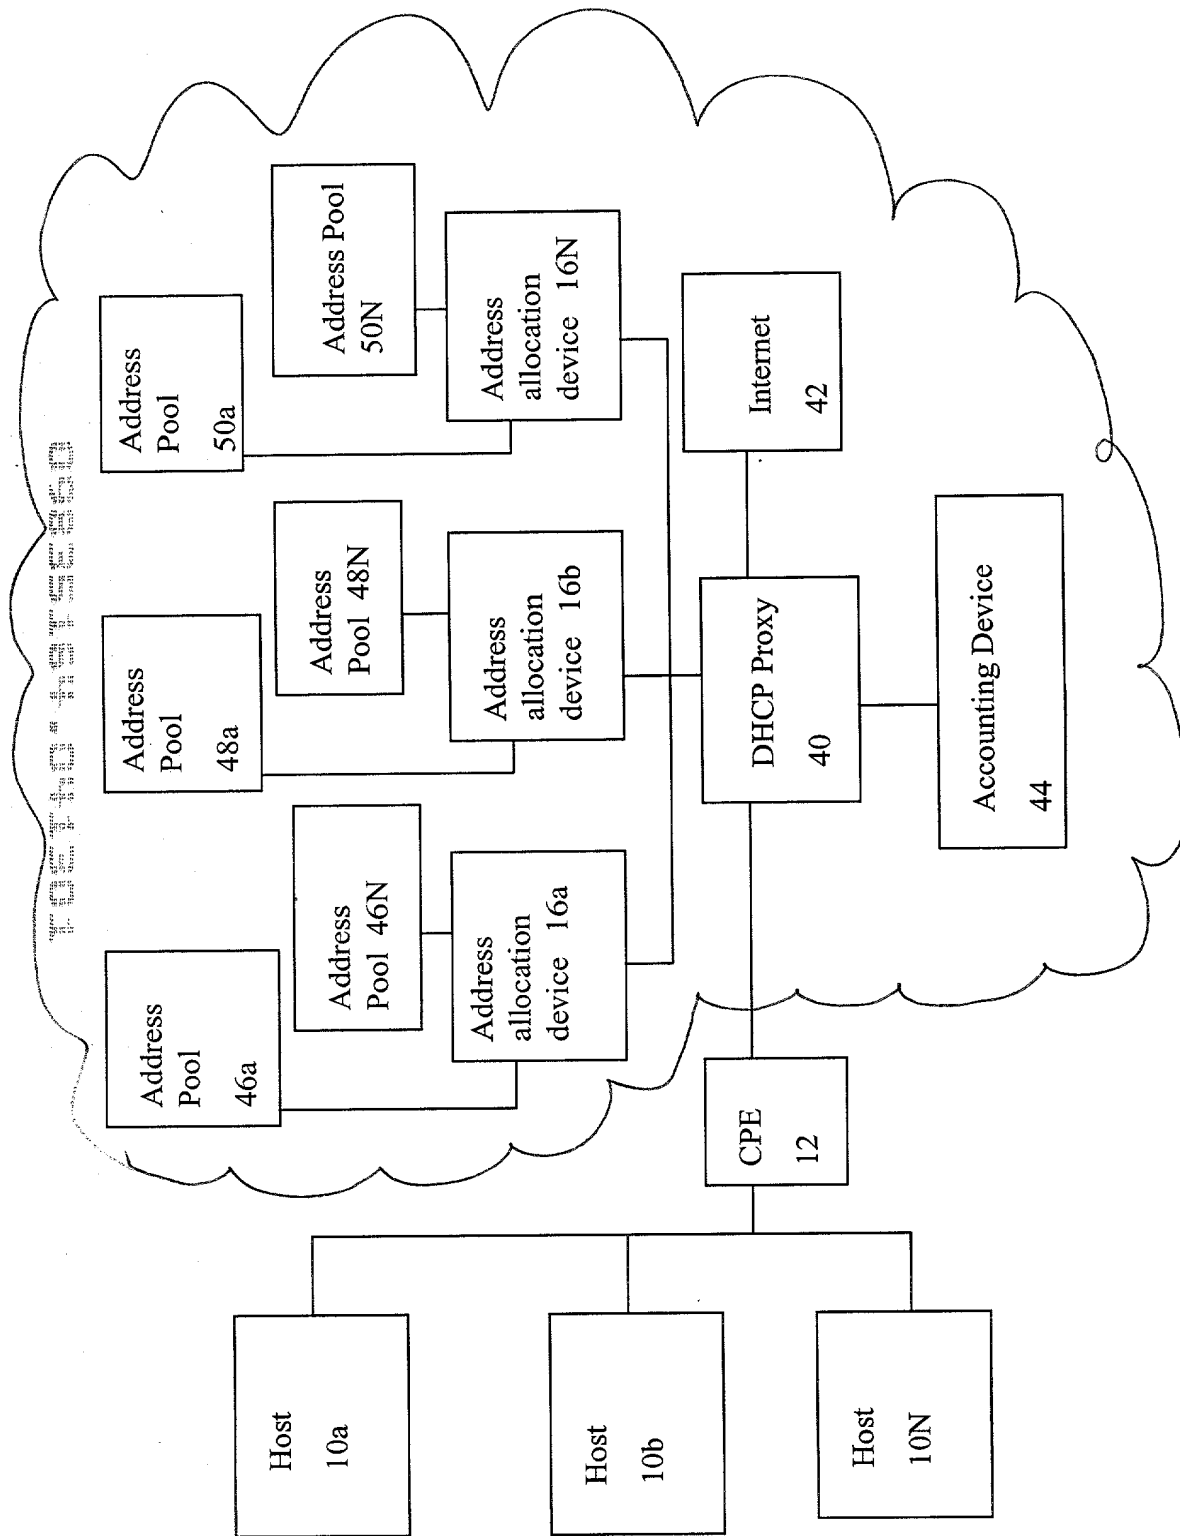 Host
10a
Host
10b
Host
10N
CPE
12
Address
Pool
46a
Address
Pool 46N
Address
allocation
device 16a
Address
Pool
48a
Address
Pool 48N
Address
allocation
device 16b
Address
Pool
50a
Address Pool
50N
Address
allocation
device 16N
DHCP Proxy
40
Internet
42
Accounting Device
44